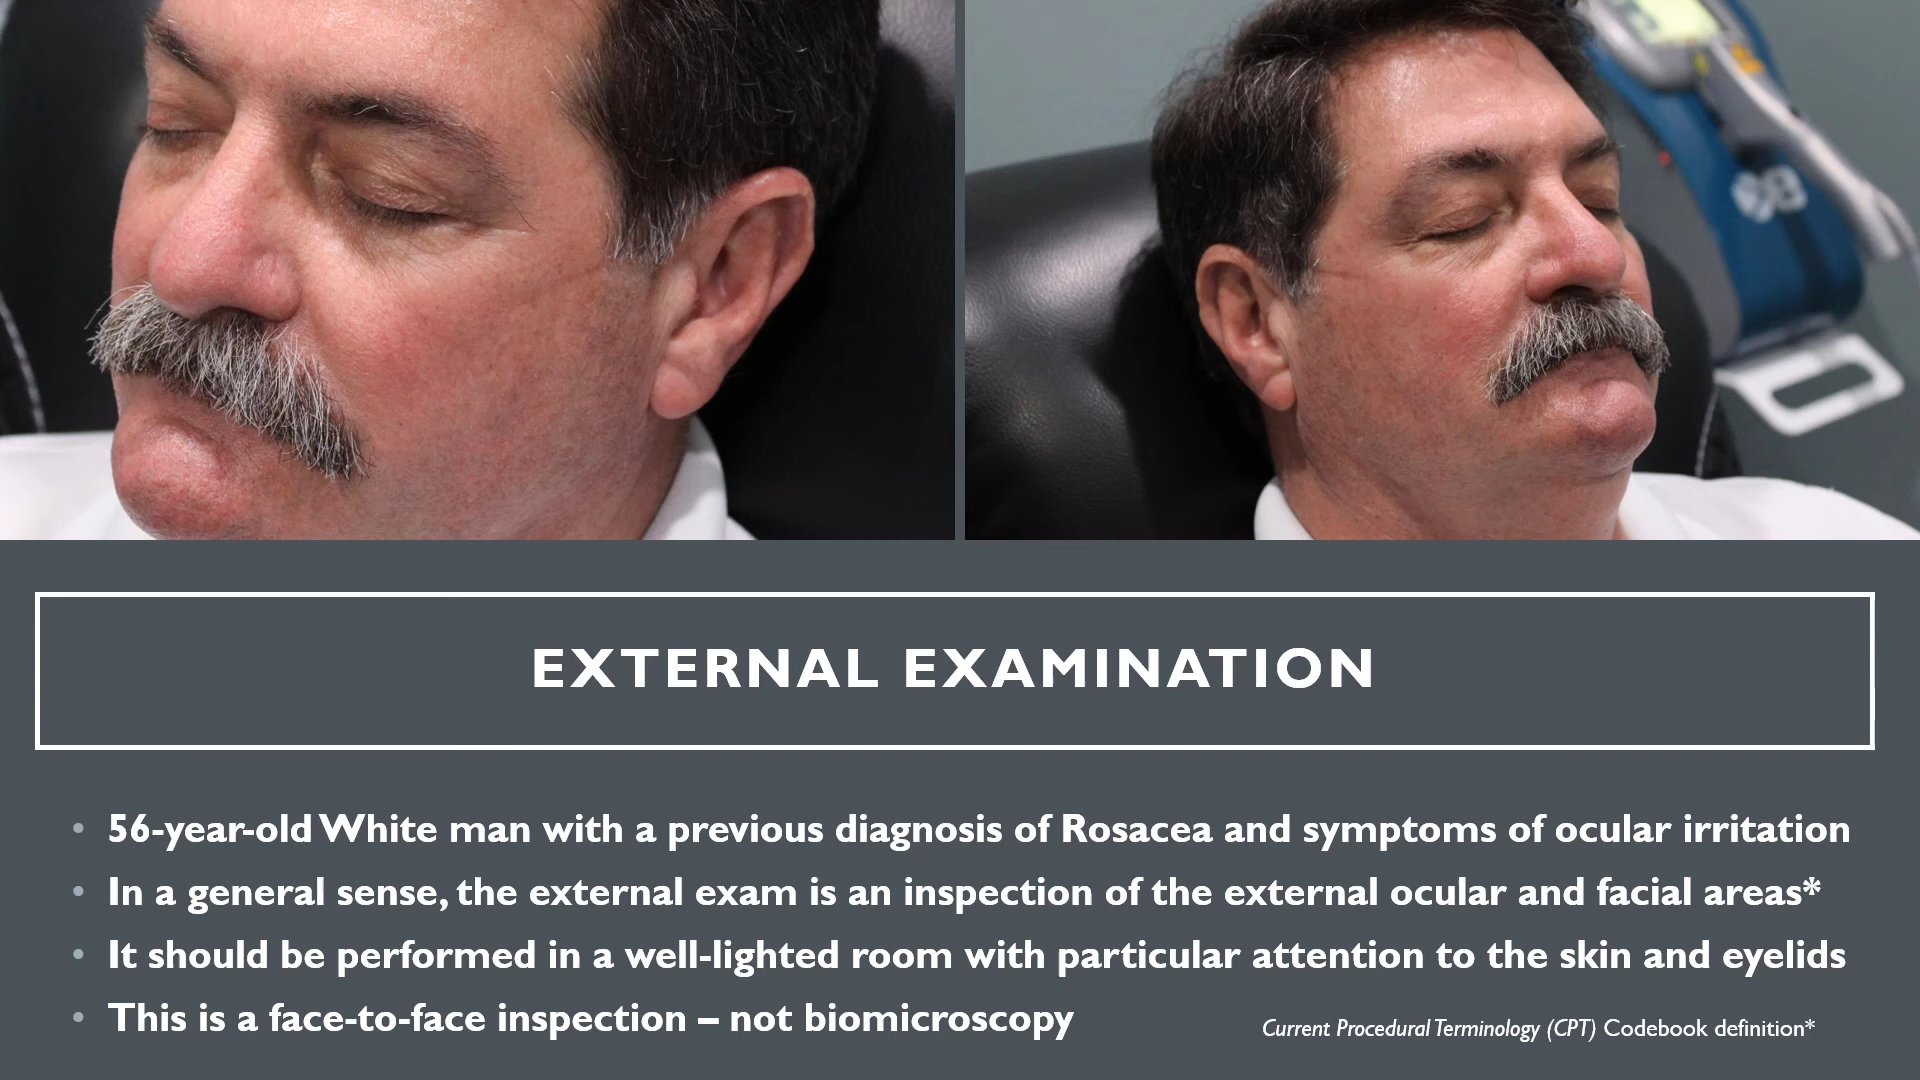 EXTERNAL EXAMINATION
• 56-year-old White man with a previous diagnosis of Rosacea and symptoms of ocular irritation
• In a general sense, the external exam is an inspection of the external ocular and facial areas*
• It should be performed in a well-lighted room with particular attention to the skin and eyelids
• This is a face-to-face inspection – not biomicroscopy
Current Procedural Terminology (CPT) Codebook definition*